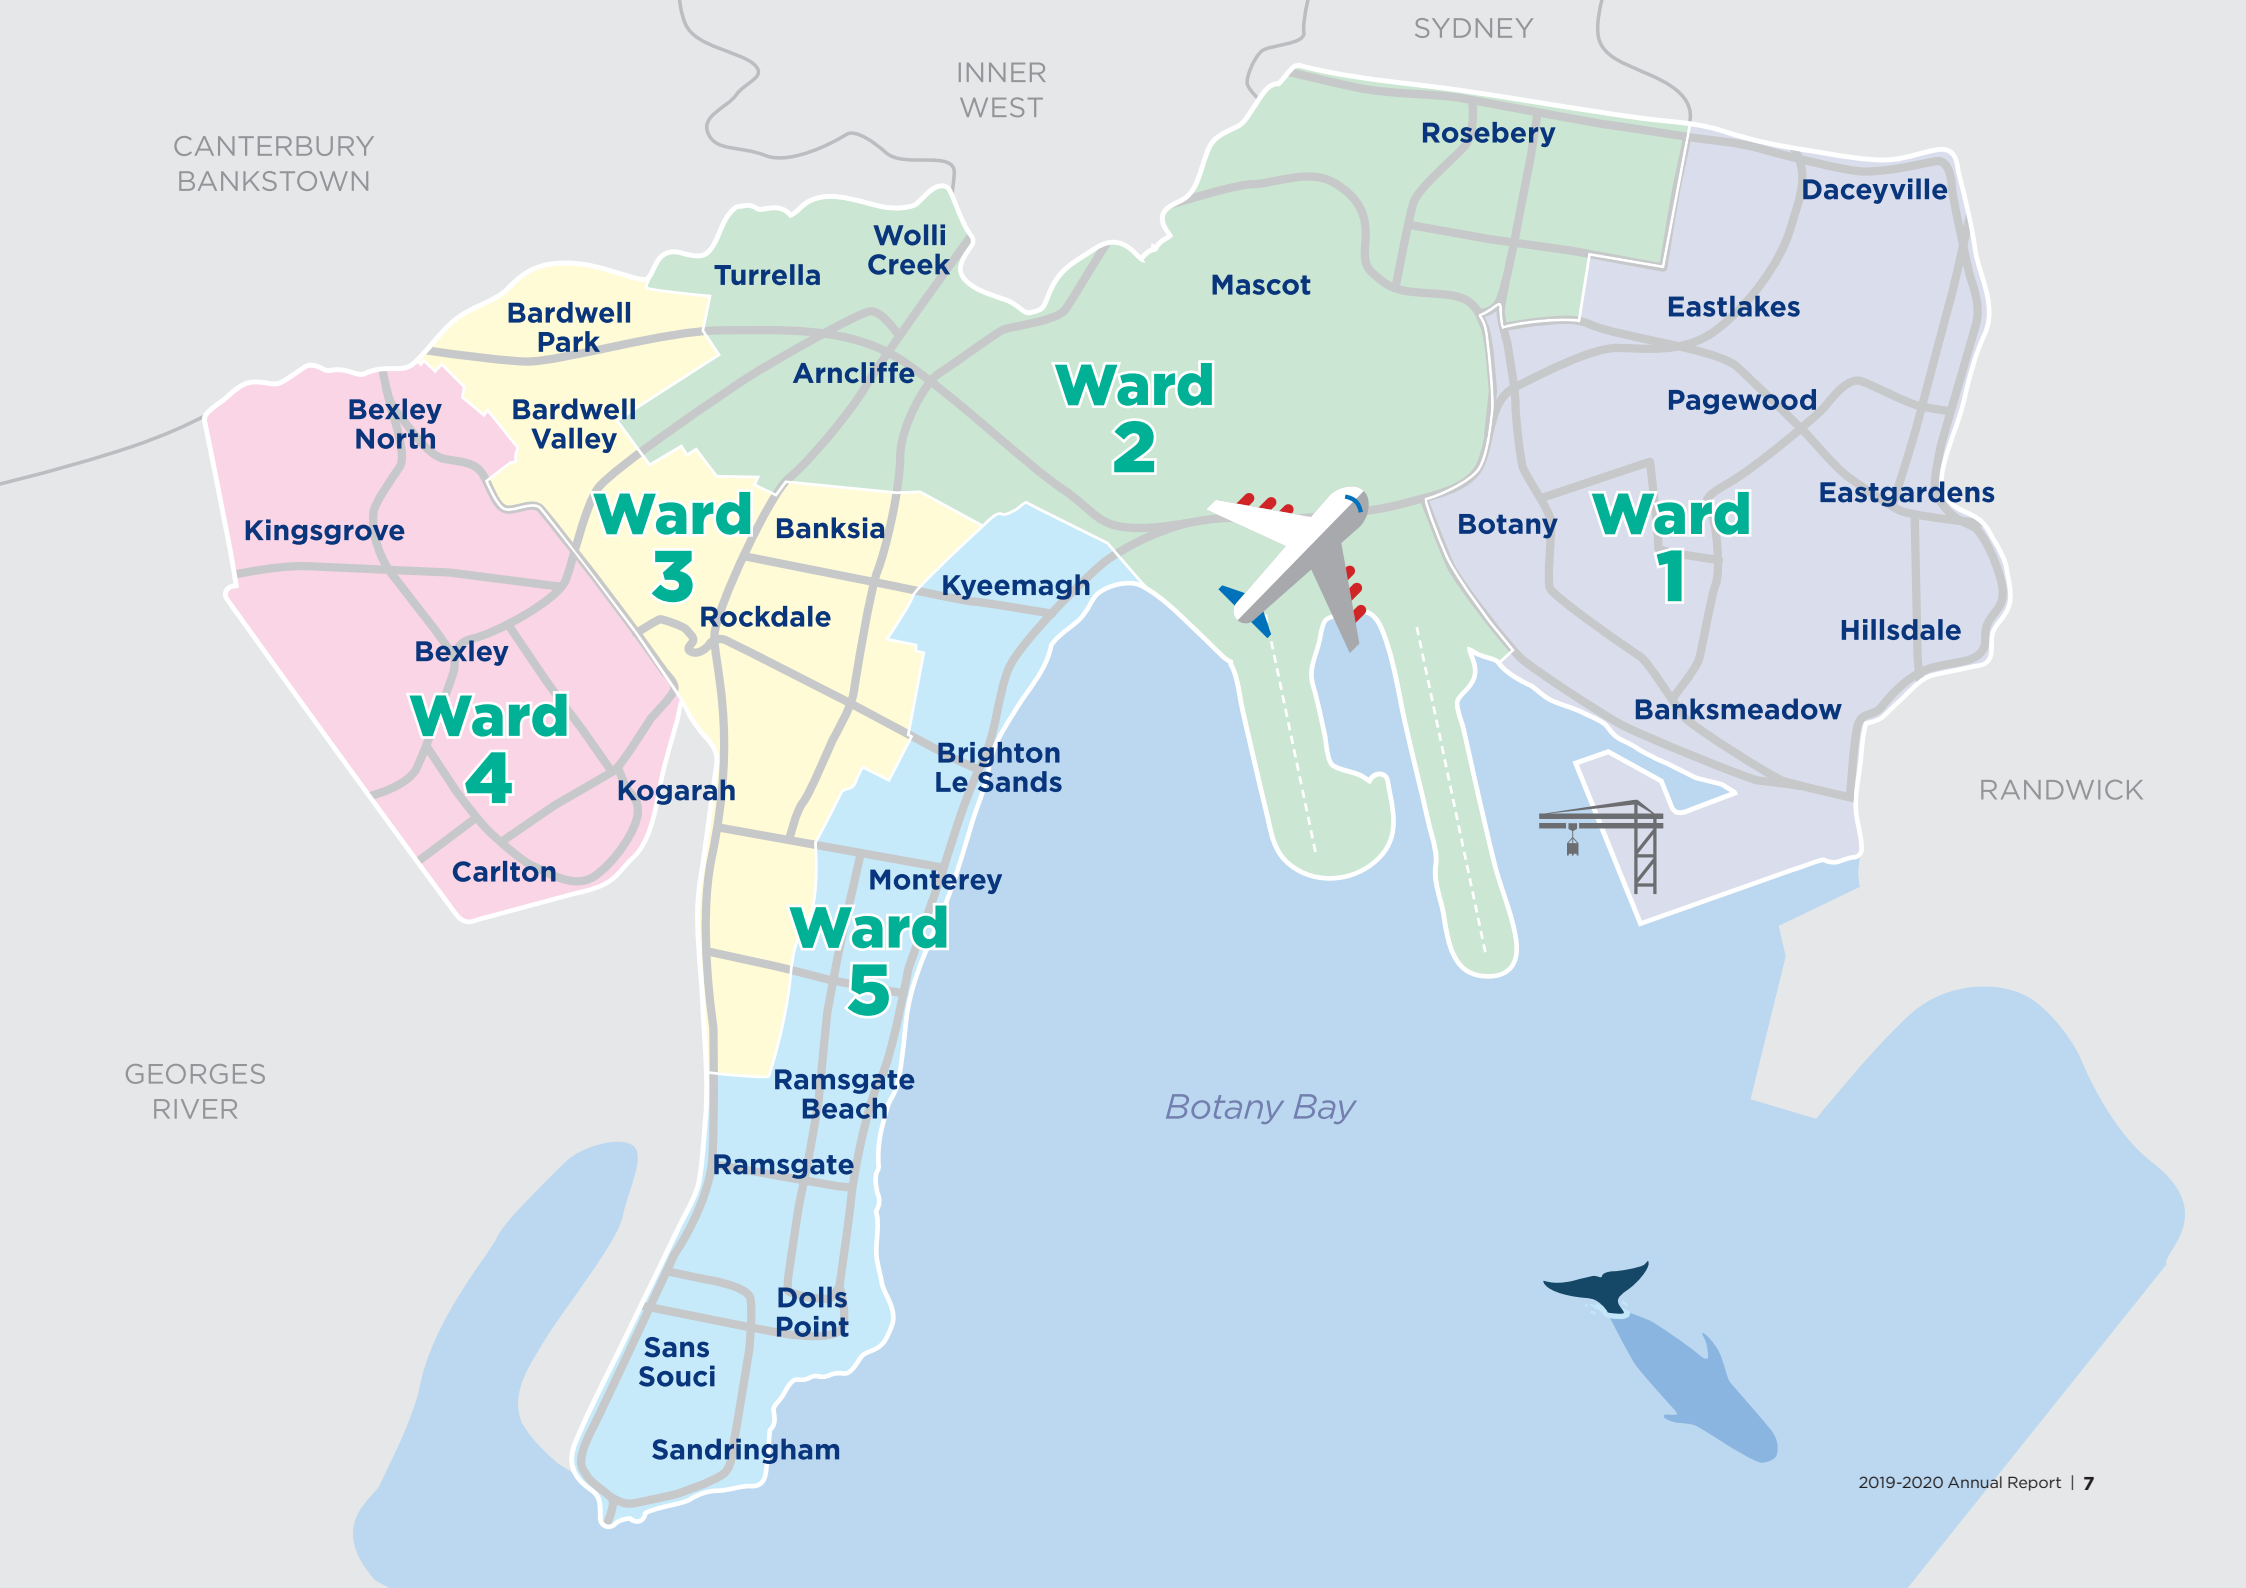 SYDNEY
INNER
WEST
CANTERBURY
BANKSTOWN
Rosebery
Daceyville
Wolli
Creek
Turrella
Mascot
Bardwell
Park
Eastlakes
Arncliffe
Ward
2
Pagewood
Bexley
North
Bardwell
Valley
Eastgardens
Kingsgrove
Ward
3
Banksia
Botany
Ward
1
Kyeemagh
Rockdale
Hillsdale
Bexley
Ward
4
Banksmeadow
Brighton
Le Sands
Kogarah
RANDWICK
Carlton
Monterey
Ward
5
GEORGES
RIVER
Ramsgate
Beach
Botany Bay
Ramsgate
Dolls
Point
Sans
Souci
Sandringham
2019-2020 Annual Report | 7